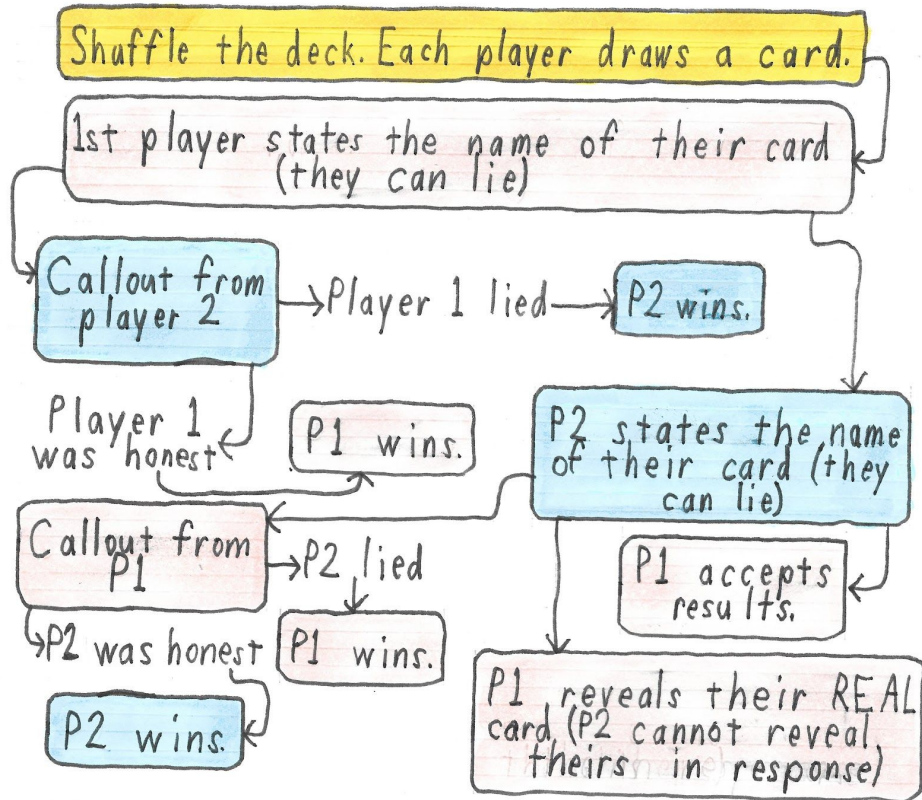 Shuffle the deck. Each player draws a card.
1st player states the name of their card
(they can lie)
Callout from
player 2
Player 1 lied
P2 wins.
Player 1
was honest
P1 wins.
P2 states the name
of their card (they
can lie)
Callout from
P1
P2 lied
P1 wins.
P2 was honest
P2 wins.
P1 accepts
results.
P1 reveals their REAL
card (P2 cannot reveal
theirs in response)